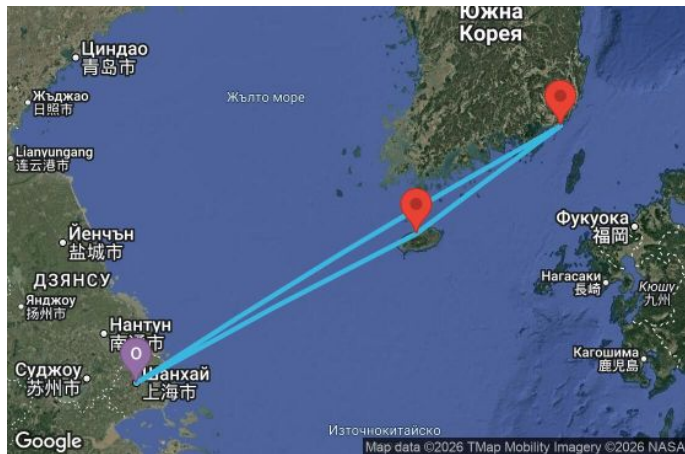 Южна
Корея
Циндао
青岛市
Жъджао
日照市
Жълто море
Lianyungang
连云港市
Йенчън
盐城市
ДЗЯНСУ
Янджоу
扬州市
Нантун
南通市
Фукуока
福岡
Нагасаки
長崎
Кюшу
九州
O
Шанхай
上海市
Суджоу
苏州市
Кагошима
鹿児島
Източнокитайско
Google
Map data ©2026 TMap Mobility Imagery ©2026 NASA